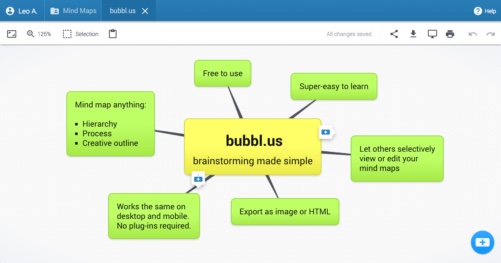 Leo A.
Mind Maps
bubbl.us
Help
125%
Selection
All changes saved
Free to use
Super-easy to learn
Mind map anything:
Hierarchy
Process
Creative outline
bubbl.us
brainstorming made simple
Let others selectively
view or edit your
mind maps
Works the same on
desktop and mobile.
No plug-ins required.
Export as image or HTML